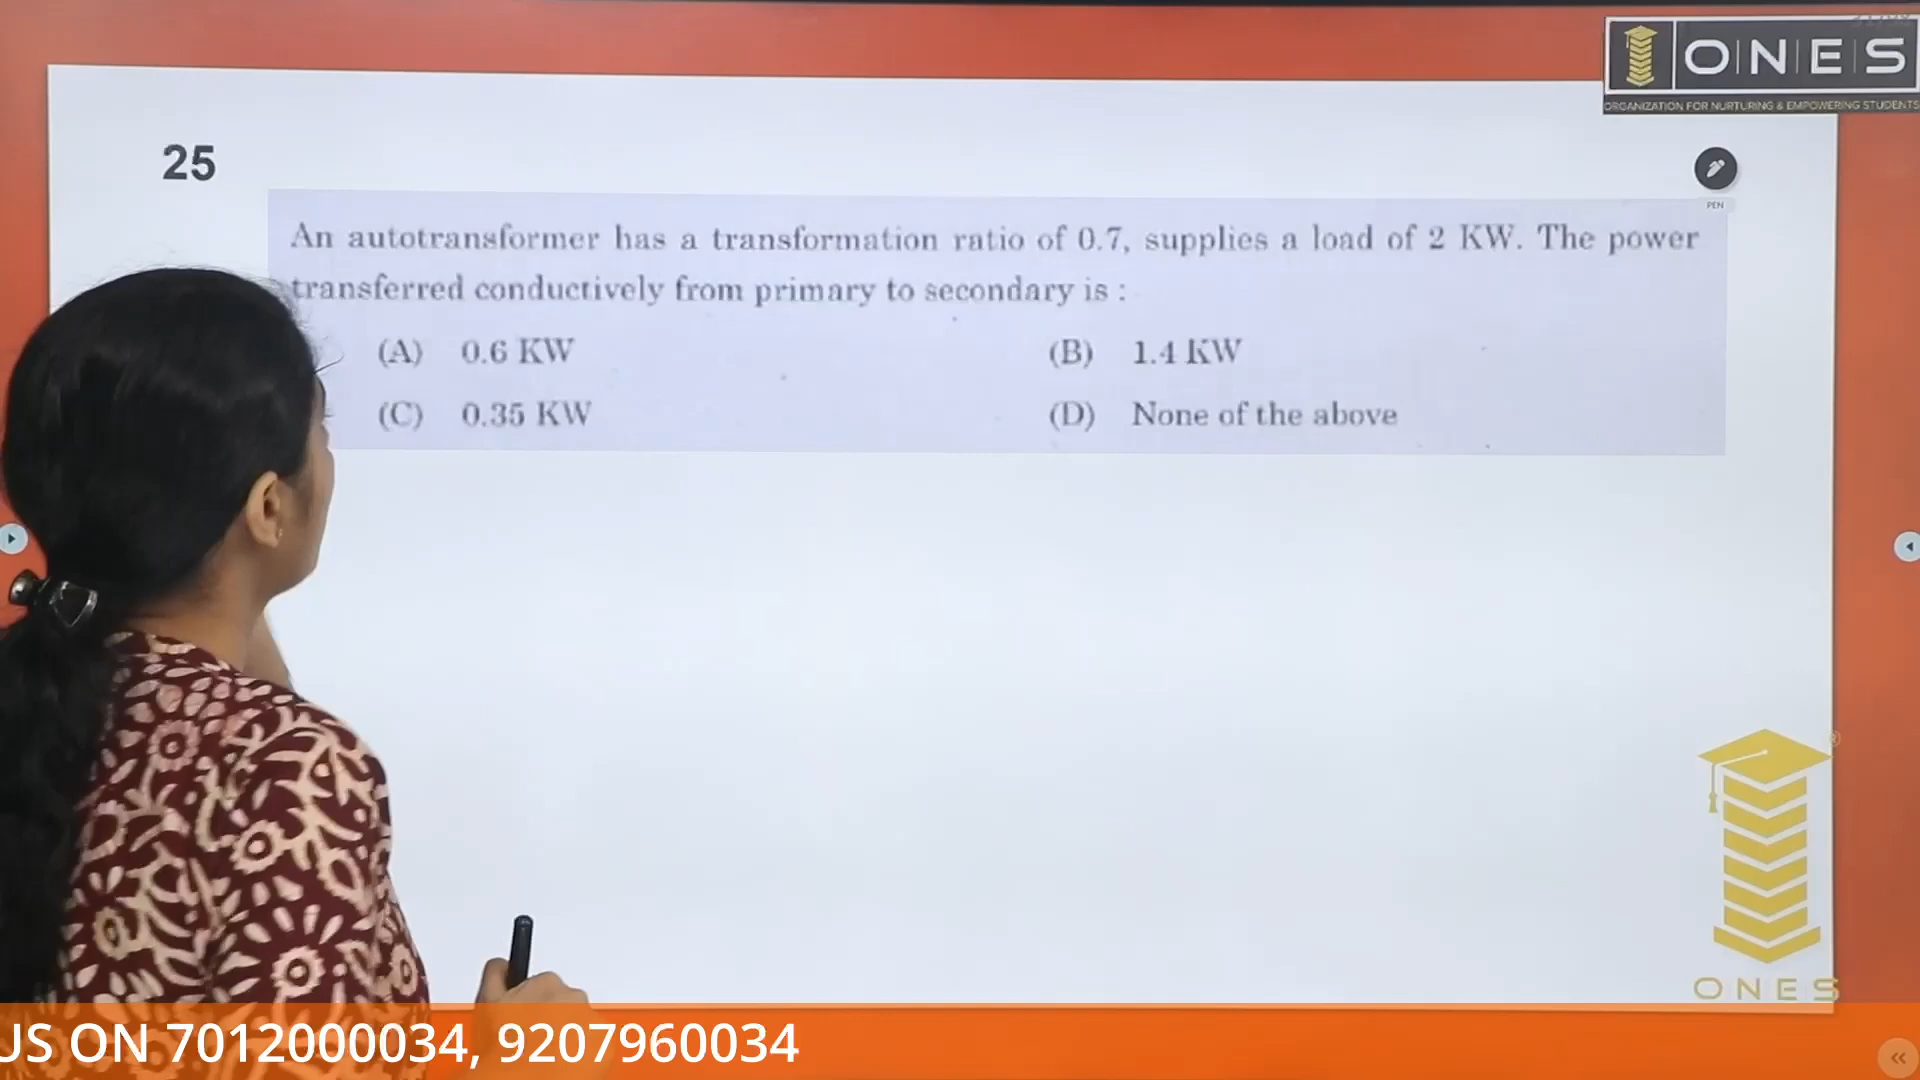 ONES
ORGANIZATION FOR NURTURING & EMPOWERING STUDENTS
25
PEN
An autotransformer has a transformation ratio of 0.7, supplies a load of 2 KW. The power
transferred conductively from primary to secondary is :
(A) 0.6 KW
(B) 1.4 KW
(C) 0.35 KW
(D) None of the above
®
ONES
US ON 7012000034, 9207960034